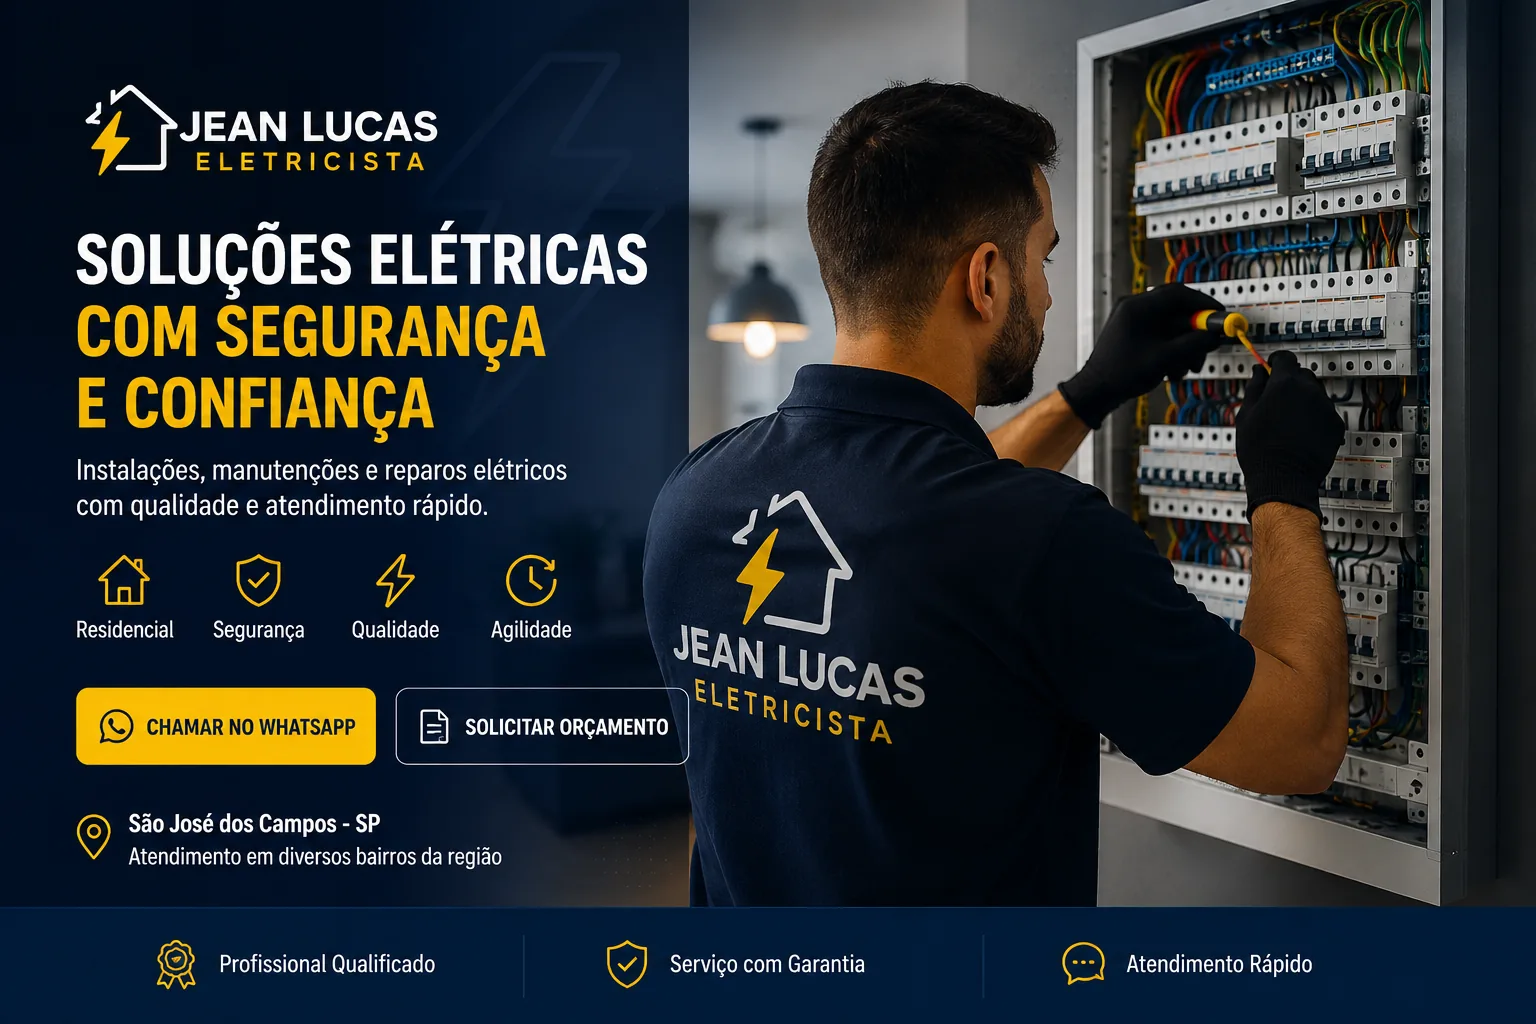 JEAN LUCAS
ELETRICISTA
SOLUÇÕES ELÉTRICAS
COM SEGURANÇA
E CONFIANÇA
Instalações, manutenções e reparos elétricos
com qualidade e atendimento rápido.
Residencial
Segurança
Qualidade
Agilidade
CHAMAR NO WHATSAPP
SOLICITAR ORÇAMENTO
São José dos Campos - SP
Atendimento em diversos bairros da região
JEAN LUCAS
ELETRICISTA
Profissional Qualificado
Serviço com Garantia
Atendimento Rápido